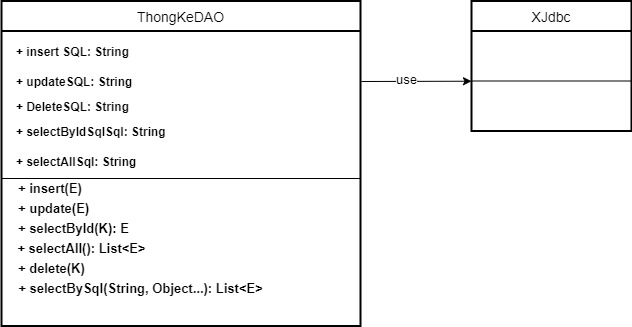 ThongKeDAO
+ insert SQL: String
+ updateSQL: String
+ DeleteSQL: String
+ selectByIdSqlSql: String
+ selectAllSql: String
+ insert(E)
+ update(E)
+ selectById(K): E
+ selectAll(): List<E>
+ delete(K)
+ selectBySql(String, Object...): List<E>
use
XJdbc